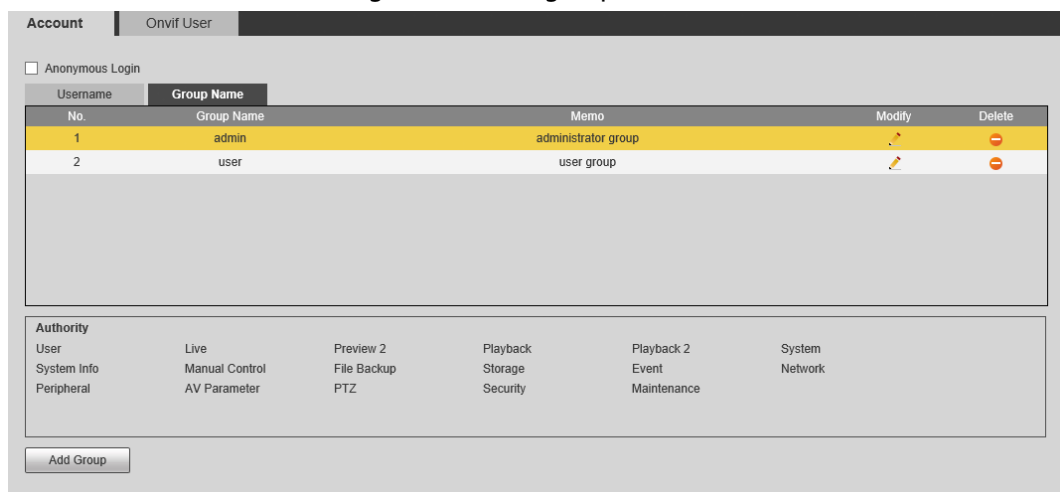 Account Onvif User
Anonymous Login
Username Group Name
No. Group Name Memo Modify Delete
1 admin administrator group
2 user user group
Authority
User Live Preview 2 Playback Playback 2 System
System Info Manual Control File Backup Storage Event Network
Peripheral AV Parameter PTZ Security Maintenance
Add Group